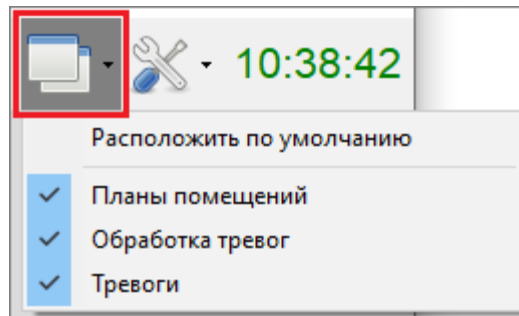 10:38:42
Расположить по умолчанию
Планы помещений
Обработка тревог
Тревоги